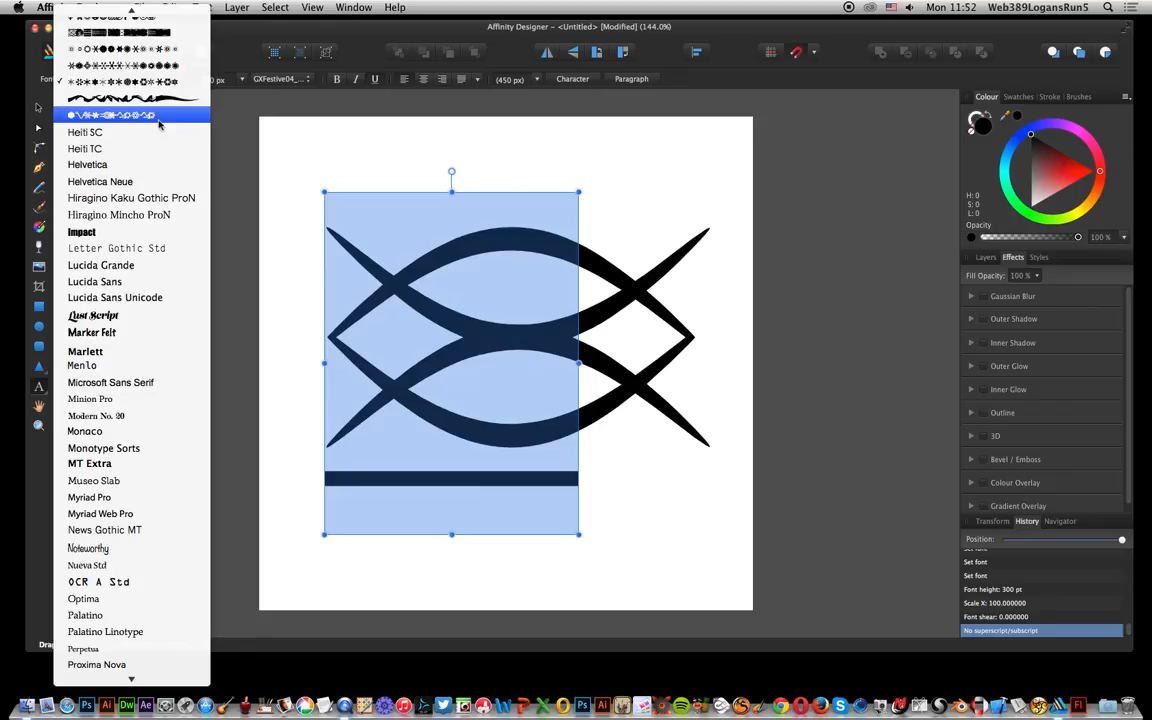 Layer Select View Window Help
Mon 11:52 Web389LogansRun5
Affinity Designer – <Untitled> [Modified] (144.0%)
px GXFestive04_... B I U (450 px) Character Paragraph
Heiti SC
Heiti TC
Helvetica
Helvetica Neue
Hiragino Kaku Gothic ProN
Hiragino Mincho ProN
Impact
Letter Gothic Std
Lucida Grande
Lucida Sans
Lucida Sans Unicode
Lust Script
Marker Felt
Marlett
Menlo
Microsoft Sans Serif
Minion Pro
Modern No. 20
Monaco
Monotype Sorts
MT Extra
Museo Slab
Myriad Pro
Myriad Web Pro
News Gothic MT
Noteworthy
Nueva Std
OCR A Std
Optima
Palatino
Palatino Linotype
Perpetua
Proxima Nova
Colour Swatches Stroke Brushes
H: 0
S: 0
L: 0
Opacity
100 %
Layers Effects Styles
Fill Opacity: 100 %
Gaussian Blur
Outer Shadow
Inner Shadow
Outer Glow
Inner Glow
Outline
3D
Bevel / Emboss
Colour Overlay
Gradient Overlay
Transform History Navigator
Position:
Set font
Set font
Font height: 300 pt
Scale X: 100.000000
Font shear: 0.000000
No superscript/subscript